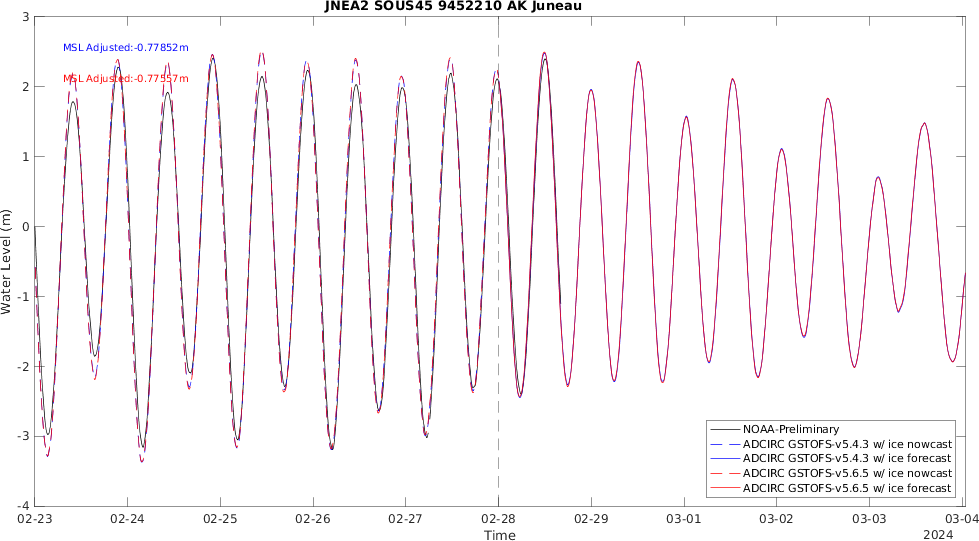 JNEA2 SOUS45 9452210 AK Juneau
MSL Adjusted:-0.77852m
MSL Adjusted:-0.77557m
Water Level (m)
3
2
1
0
-1
-2
-3
-4
02-23
02-24
02-25
02-26
02-27
02-28
02-29
03-01
03-02
03-03
03-04
Time
2024
NOAA-Preliminary
ADCIRC GSTOFS-v5.4.3 w/ ice nowcast
ADCIRC GSTOFS-v5.4.3 w/ ice forecast
ADCIRC GSTOFS-v5.6.5 w/ ice nowcast
ADCIRC GSTOFS-v5.6.5 w/ ice forecast